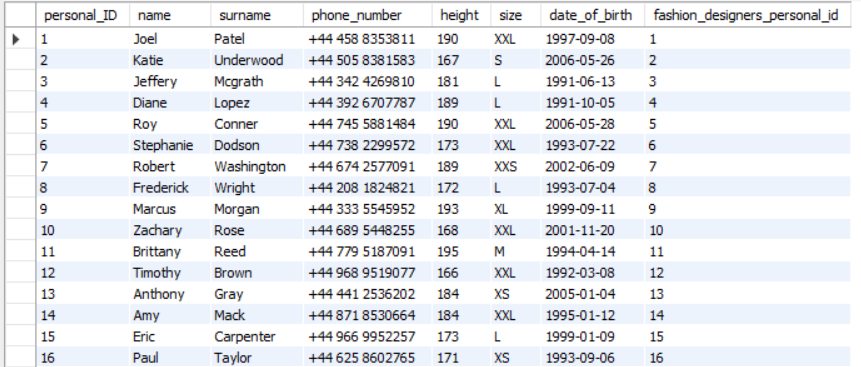 personal_ID name surname phone_number height size date_of_birth fashion_designers_personal_id
1 Joel Patel +44 458 8353811 190 XXL 1997-09-08 1
2 Katie Underwood +44 505 8381583 167 S 2006-05-26 2
3 Jeffery Mcgrath +44 342 4269810 181 L 1991-06-13 3
4 Diane Lopez +44 392 6707787 189 L 1991-10-05 4
5 Roy Conner +44 745 5881484 190 XXL 2006-05-28 5
6 Stephanie Dodson +44 738 2299572 173 XXL 1993-07-22 6
7 Robert Washington +44 674 2577091 189 XXS 2002-06-09 7
8 Frederick Wright +44 208 1824821 172 L 1993-07-04 8
9 Marcus Morgan +44 333 5545952 193 XL 1999-09-11 9
10 Zachary Rose +44 689 5448255 168 XXL 2001-11-20 10
11 Brittany Reed +44 779 5187091 195 M 1994-04-14 11
12 Timothy Brown +44 968 9519077 166 XXL 1992-03-08 12
13 Anthony Gray +44 441 2536202 184 XS 2005-01-04 13
14 Amy Mack +44 871 8530664 184 XXL 1995-01-12 14
15 Eric Carpenter +44 966 9952257 173 L 1999-01-09 15
16 Paul Taylor +44 625 8602765 171 XS 1993-09-06 16